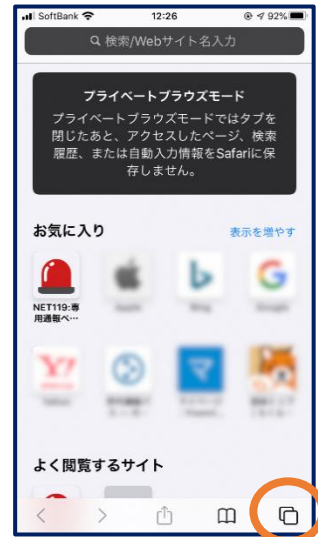 SoftBank 12:26 92%
検索/Webサイト名入力
プライベートブラウズモード
プライベートブラウズモードではタブを
閉じたあと、アクセスしたページ、検索
履歴、または自動入力情報をSafariに保
存しません。
お気に入り 表示を増やす
NET119:専
用通報ペ…
よく閲覧するサイト